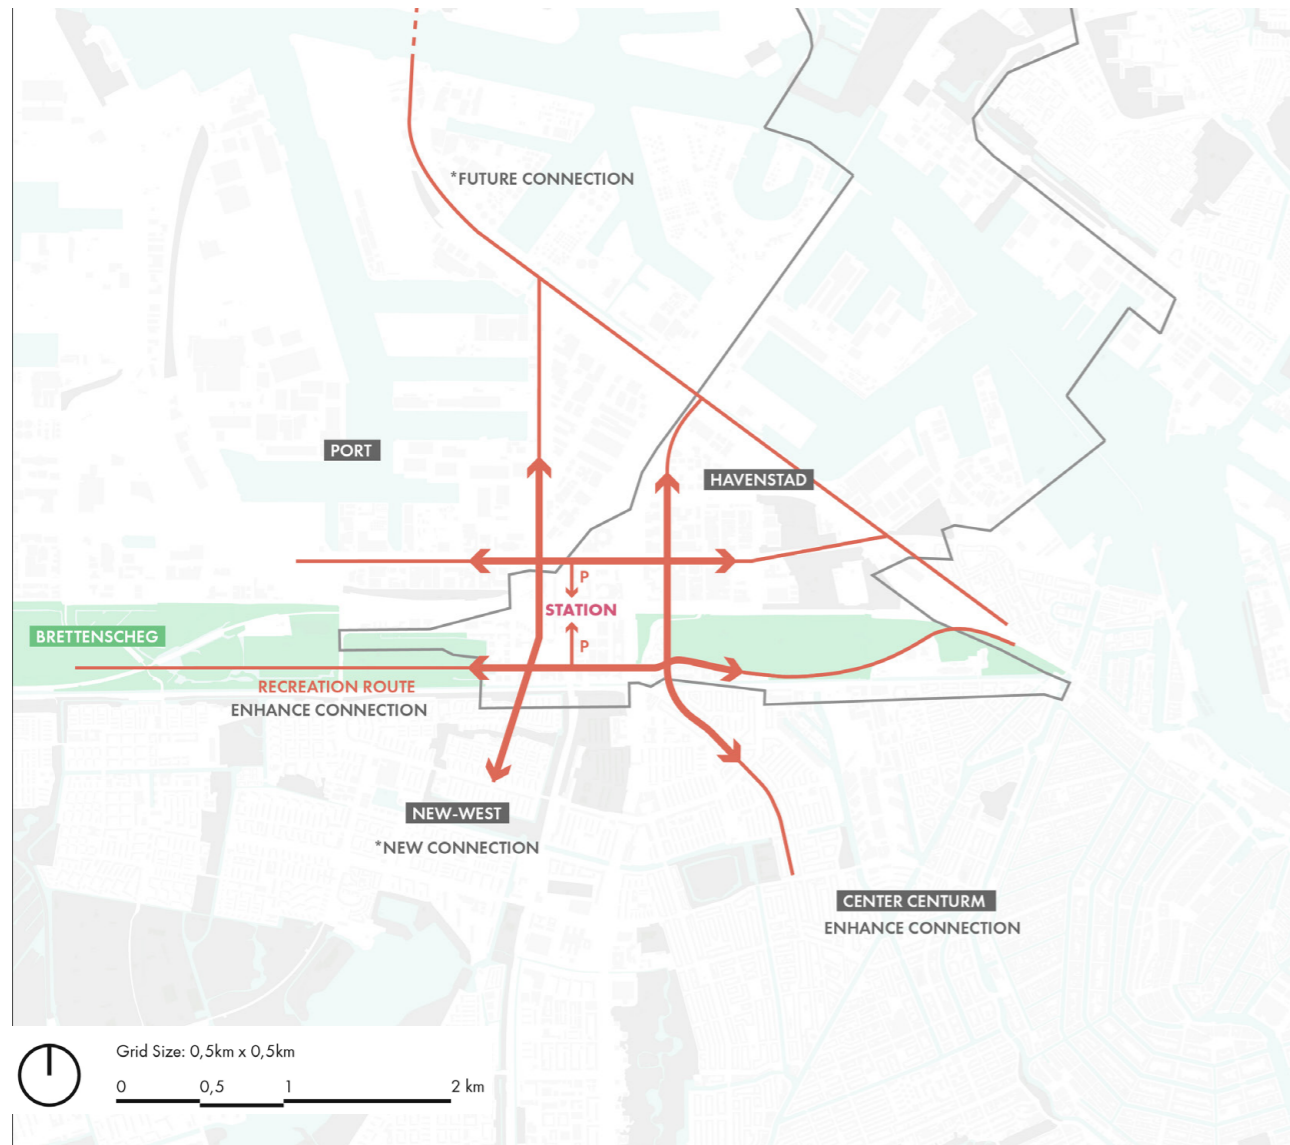 *FUTURE CONNECTION
PORT
HAVENSTAD
P
STATION
P
BRETTENSCHEG
RECREATION ROUTE
ENHANCE CONNECTION
NEW-WEST
*NEW CONNECTION
CENTER CENTURM
ENHANCE CONNECTION
Grid Size: 0,5km x 0,5km
0 0,5 1 2 km